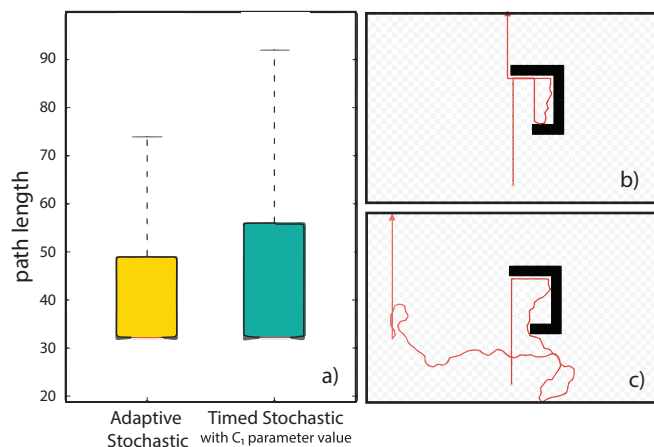 path length
90
80
70
60
50
40
30
20
a)
Adaptive
Stochastic
Timed Stochastic
with C₁ parameter value
b)
c)